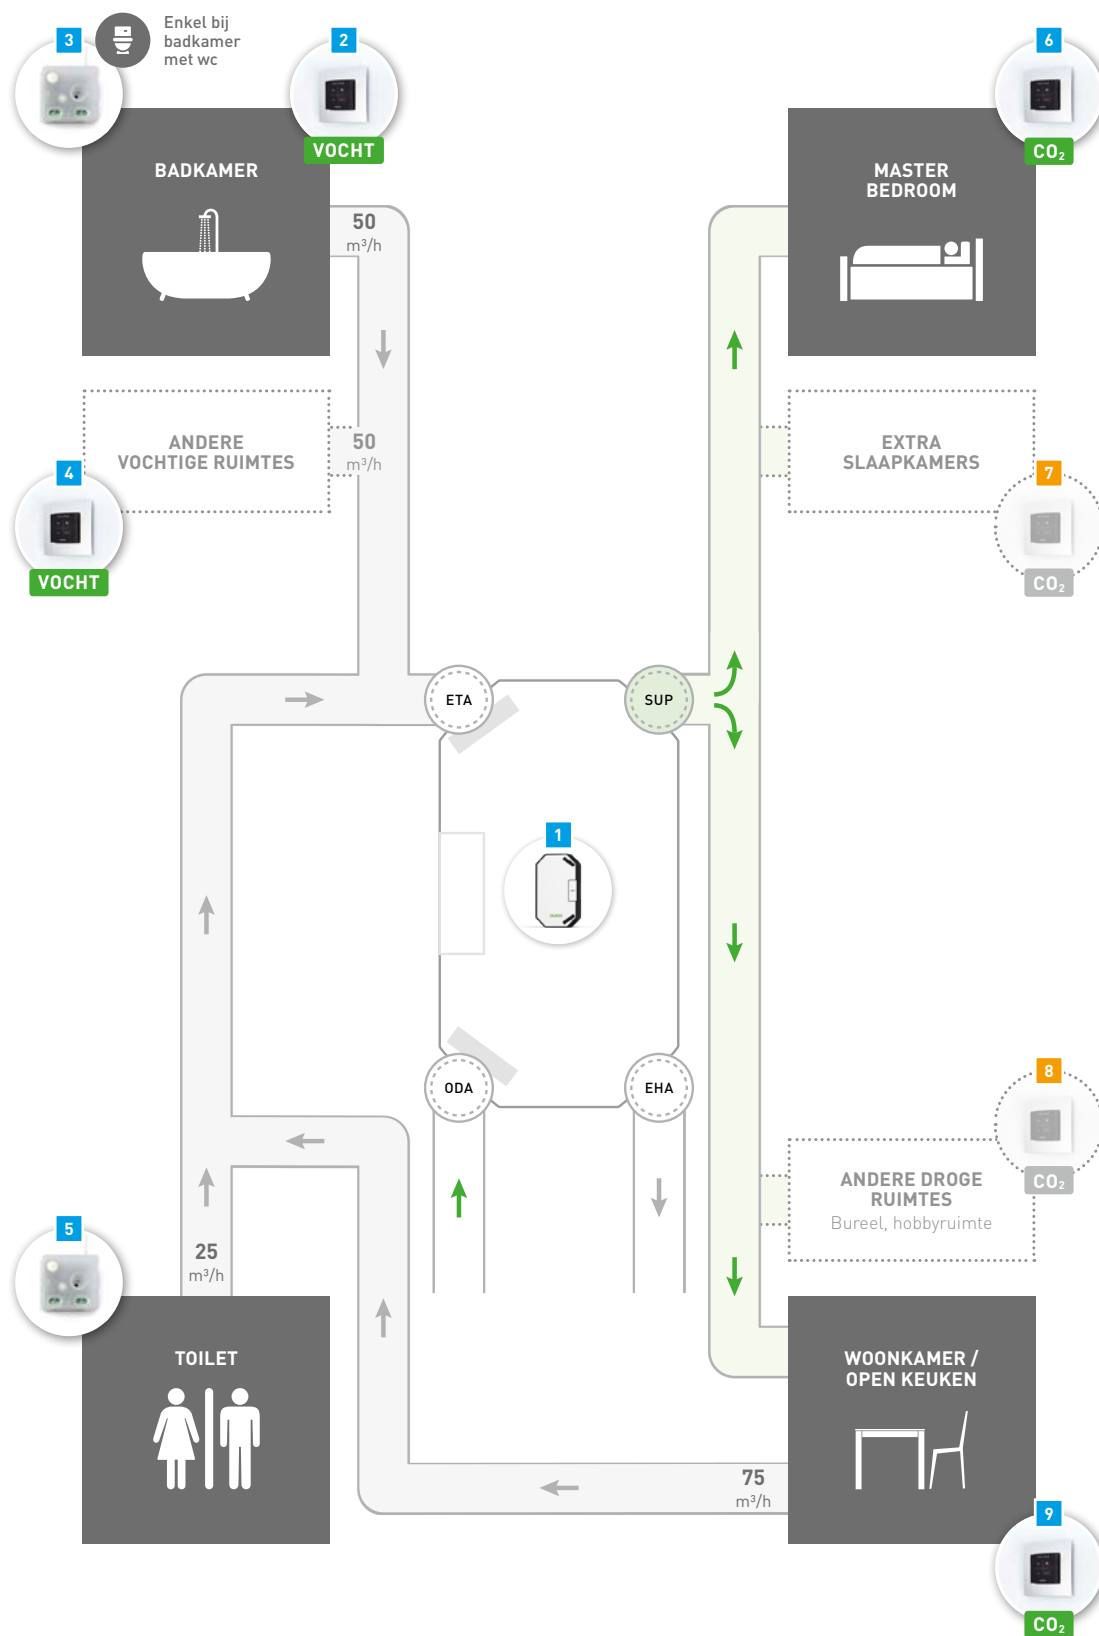 3
Enkel bij
badkamer
met wc
2
VOCHT
BADKAMER
50
m³/h
6
CO₂
MASTER
BEDROOM
ANDERE
VOCHTIGE RUIMTES
50
m³/h
4
VOCHT
EXTRA
SLAAPKAMERS
7
CO₂
ETA
SUP
1
ODA
EHA
8
CO₂
ANDERE DROGE
RUIMTES
Bureel, hobbyruimte
5
25
m³/h
TOILET
WOONKAMER /
OPEN KEUKEN
75
m³/h
9
CO₂